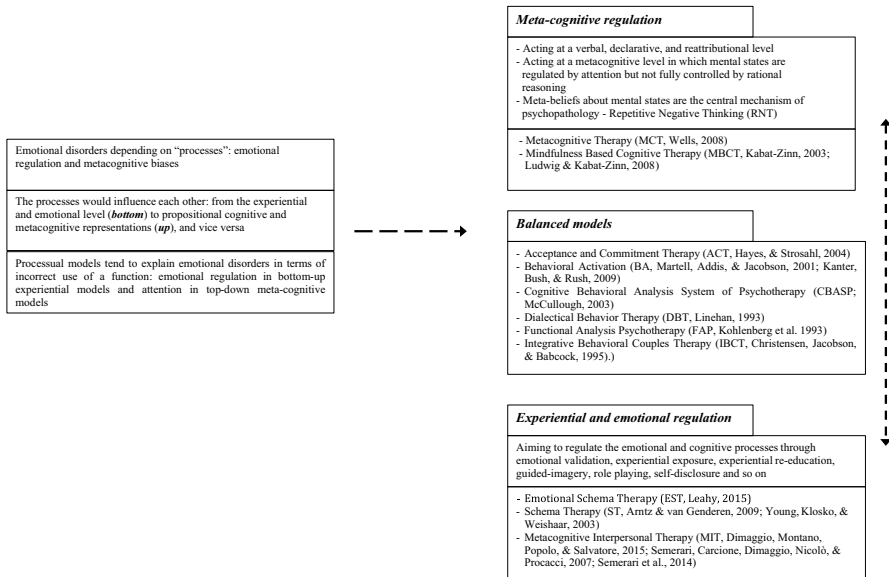 Emotional disorders depending on “processes”: emotional
regulation and metacognitive biases
The processes would influence each other: from the experiential
and emotional level (bottom) to propositional cognitive and
metacognitive representations (up), and vice versa
Processual models tend to explain emotional disorders in terms of
incorrect use of a function: emotional regulation in bottom-up
experiential models and attention in top-down meta-cognitive
models
Meta-cognitive regulation
- Acting at a verbal, declarative, and reattributional level
- Acting at a metacognitive level in which mental states are
regulated by attention but not fully controlled by rational
reasoning
- Meta-beliefs about mental states are the central mechanism of
psychopathology - Repetitive Negative Thinking (RNT)
- Metacognitive Therapy (MCT, Wells, 2008)
- Mindfulness Based Cognitive Therapy (MBCT, Kabat-Zinn, 2003;
Ludwig & Kabat-Zinn, 2008)
Balanced models
- Acceptance and Commitment Therapy (ACT, Hayes, & Strosahl, 2004)
- Behavioral Activation (BA, Martell, Addis, & Jacobson, 2001; Kanter,
Bush, & Rush, 2009)
- Cognitive Behavioral Analysis System of Psychotherapy (CBASP;
McCullough, 2003)
- Dialectical Behavior Therapy (DBT, Linehan, 1993)
- Functional Analysis Psychotherapy (FAP, Kohlenberg et al. 1993)
- Integrative Behavioral Couples Therapy (IBCT, Christensen, Jacobson,
& Babcock, 1995).)
Experiential and emotional regulation
Aiming to regulate the emotional and cognitive processes through
emotional validation, experiential exposure, experiential re-education,
guided-imagery, role playing, self-disclosure and so on
- Emotional Schema Therapy (EST, Leahy, 2015)
- Schema Therapy (ST, Arntz & van Genderen, 2009; Young, Klosko, &
Weishaar, 2003)
- Metacognitive Interpersonal Therapy (MIT, Dimaggio, Montano,
Popolo, & Salvatore, 2015; Semerari, Carcione, Dimaggio, Nicolò, &
Procacci, 2007; Semerari et al., 2014)